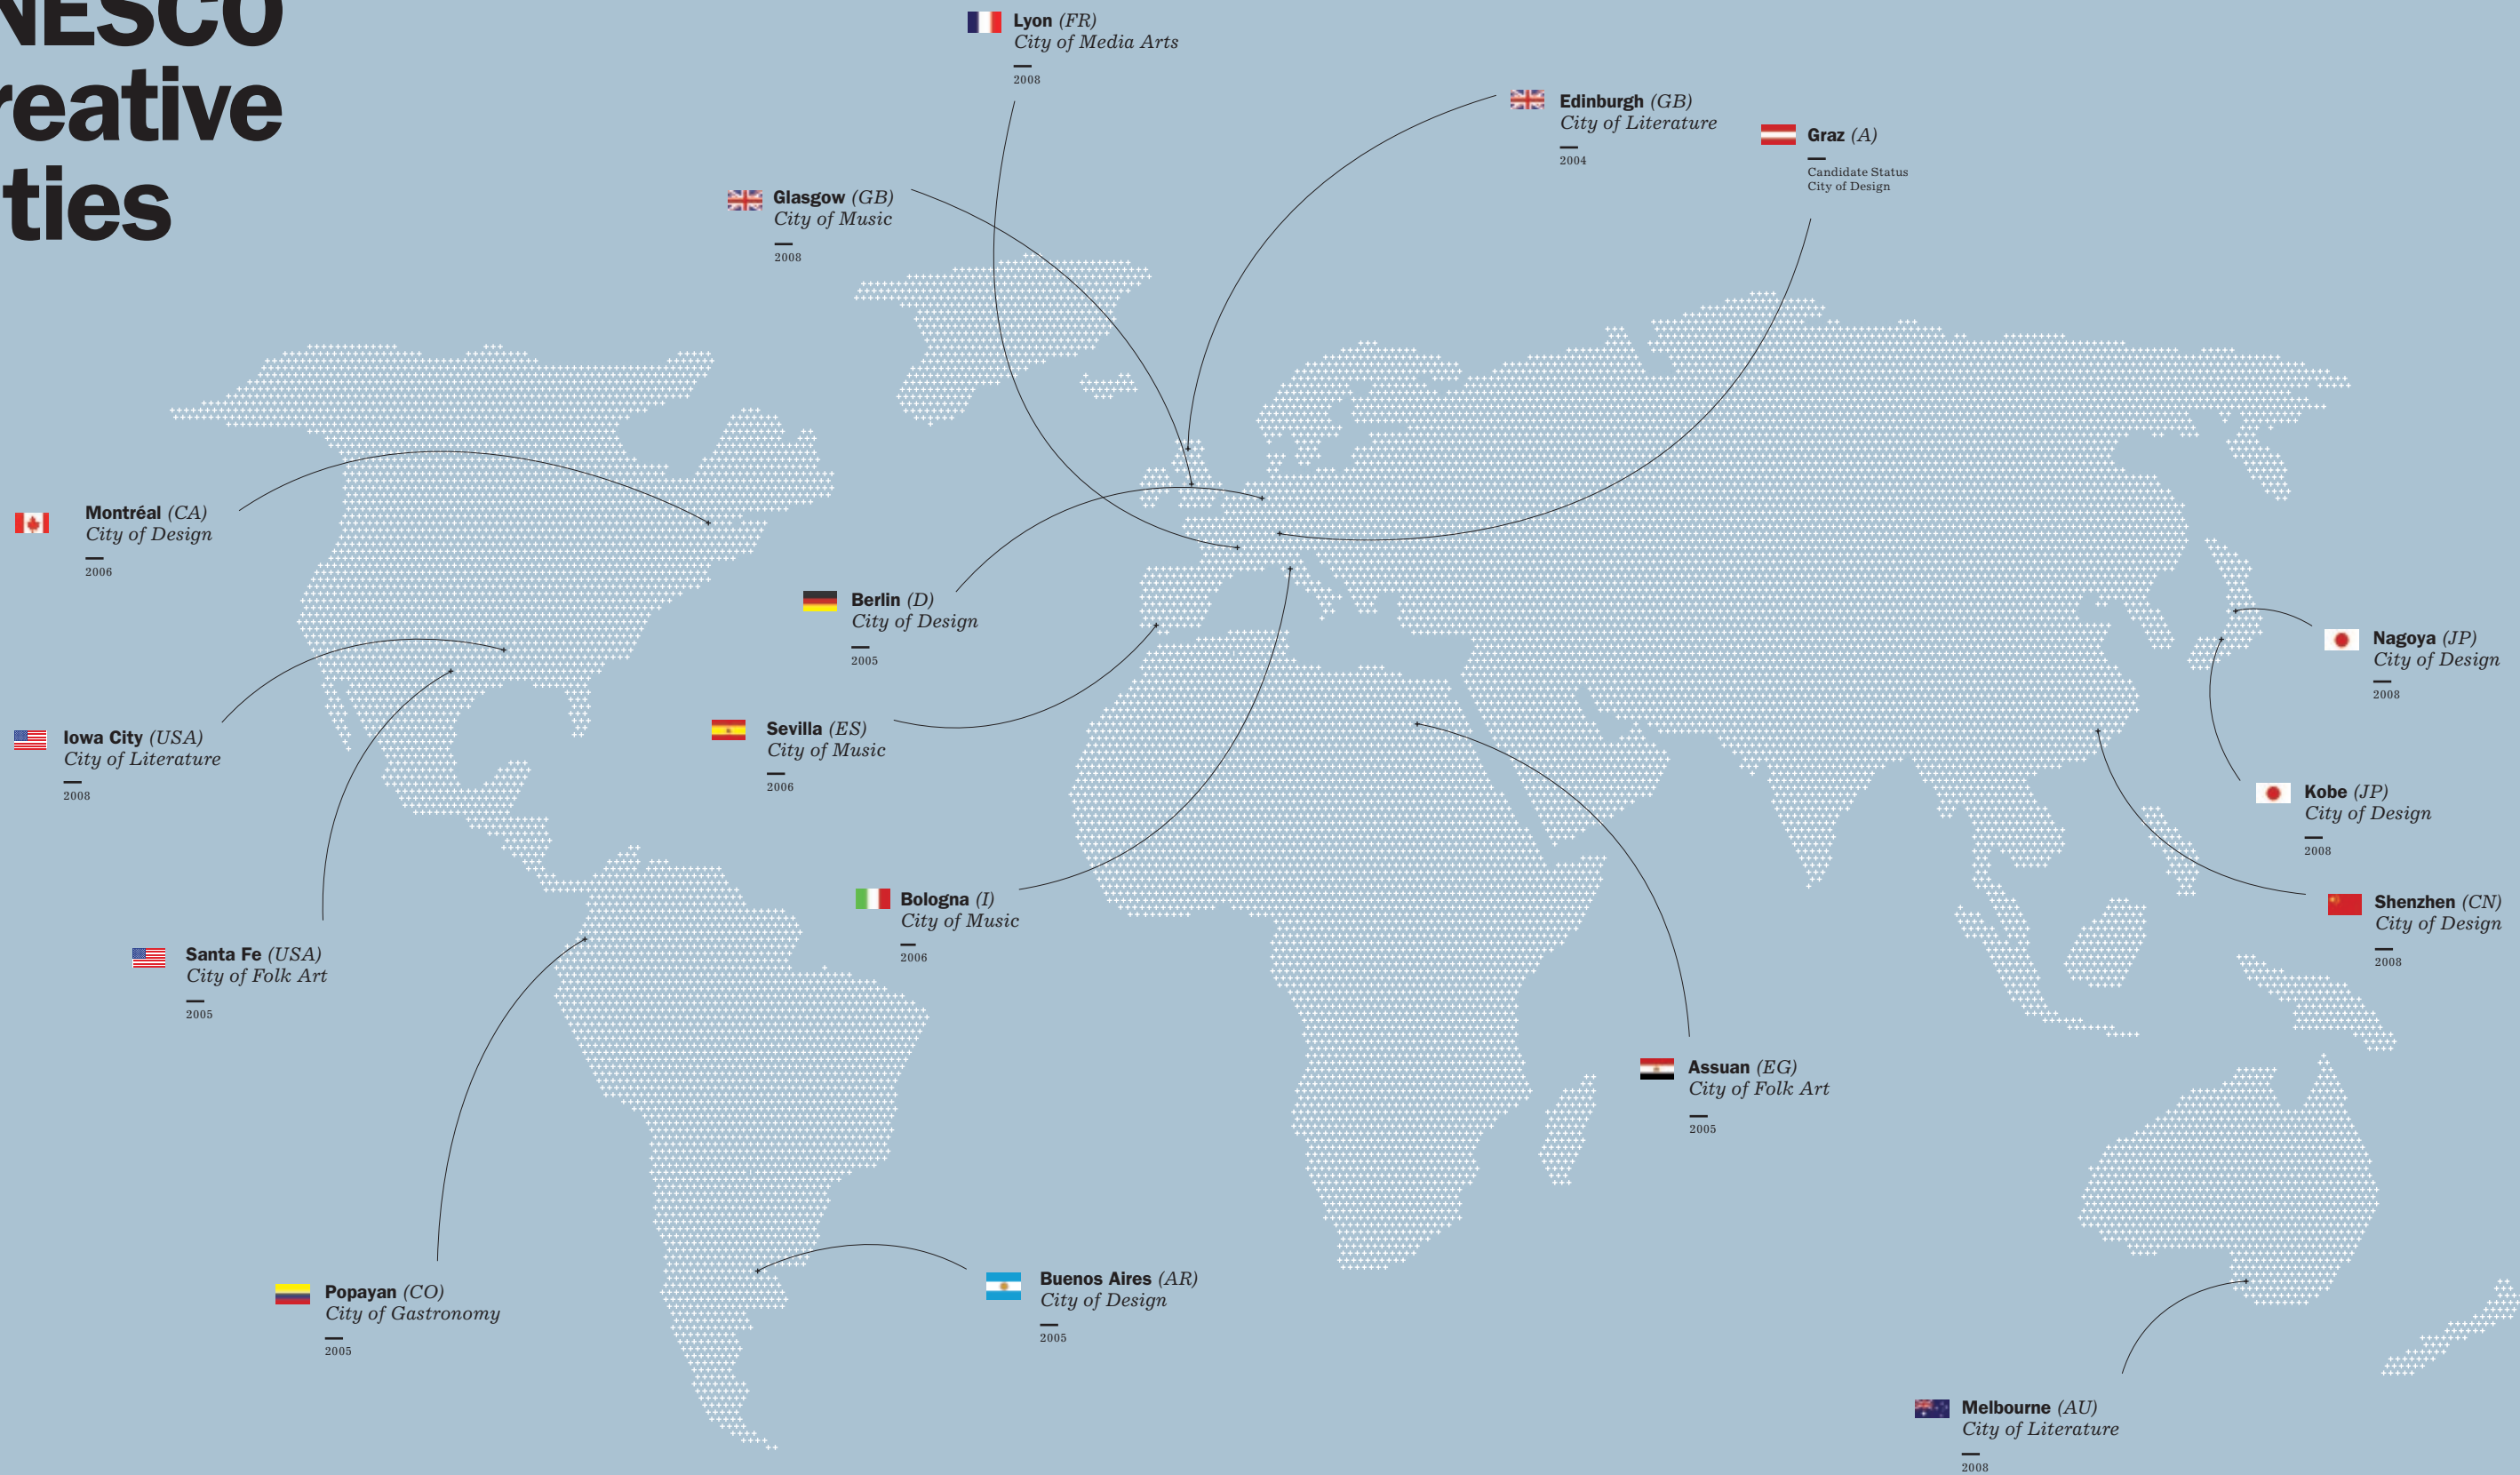 NESCO
reative
ties
Lyon (FR)
City of Media Arts
2008
Edinburgh (GB)
City of Literature
2004
Graz (A)
Candidate Status
City of Design
Glasgow (GB)
City of Music
2008
Montréal (CA)
City of Design
2006
Berlin (D)
City of Design
2005
Nagoya (JP)
City of Design
2008
Iowa City (USA)
City of Literature
2008
Sevilla (ES)
City of Music
2006
Kobe (JP)
City of Design
2008
Bologna (I)
City of Music
2006
Shenzhen (CN)
City of Design
2008
Santa Fe (USA)
City of Folk Art
2005
Assuan (EG)
City of Folk Art
2005
Popayan (CO)
City of Gastronomy
2005
Buenos Aires (AR)
City of Design
2005
Melbourne (AU)
City of Literature
2008